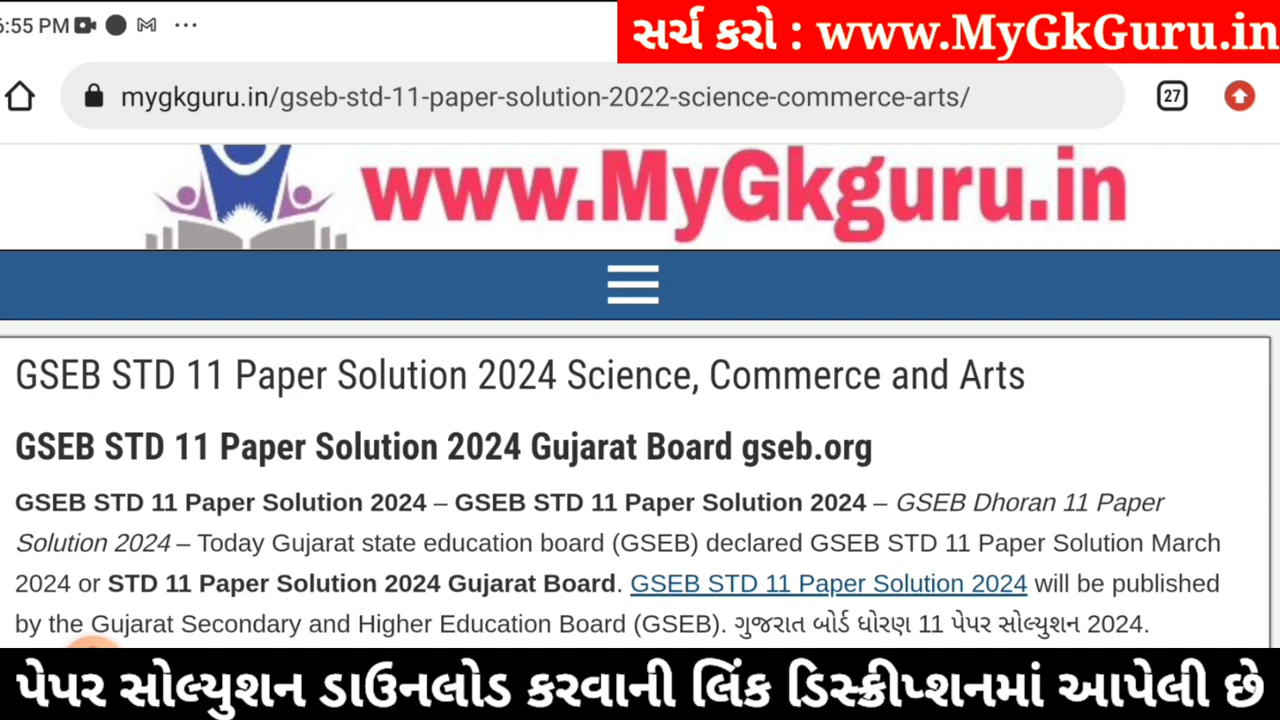 6:55 PM
સર્ચ કરો : www.MyGkGuru.in
mygkguru.in/gseb-std-11-paper-solution-2022-science-commerce-arts/
27
www.MyGkguru.in
GSEB STD 11 Paper Solution 2024 Science, Commerce and Arts
GSEB STD 11 Paper Solution 2024 Gujarat Board gseb.org
GSEB STD 11 Paper Solution 2024 – GSEB STD 11 Paper Solution 2024 – GSEB Dhoran 11 Paper
Solution 2024 – Today Gujarat state education board (GSEB) declared GSEB STD 11 Paper Solution March
2024 or STD 11 Paper Solution 2024 Gujarat Board. GSEB STD 11 Paper Solution 2024 will be published
by the Gujarat Secondary and Higher Education Board (GSEB). ગુજરાત બોર્ડ ધોરણ 11 પેપર સોલ્યુશન 2024.
પેપર સોલ્યુશન ડાઉનલોડ કરવાની લિંક ડિસ્ક્રીપ્શનમાં આપેલી છે